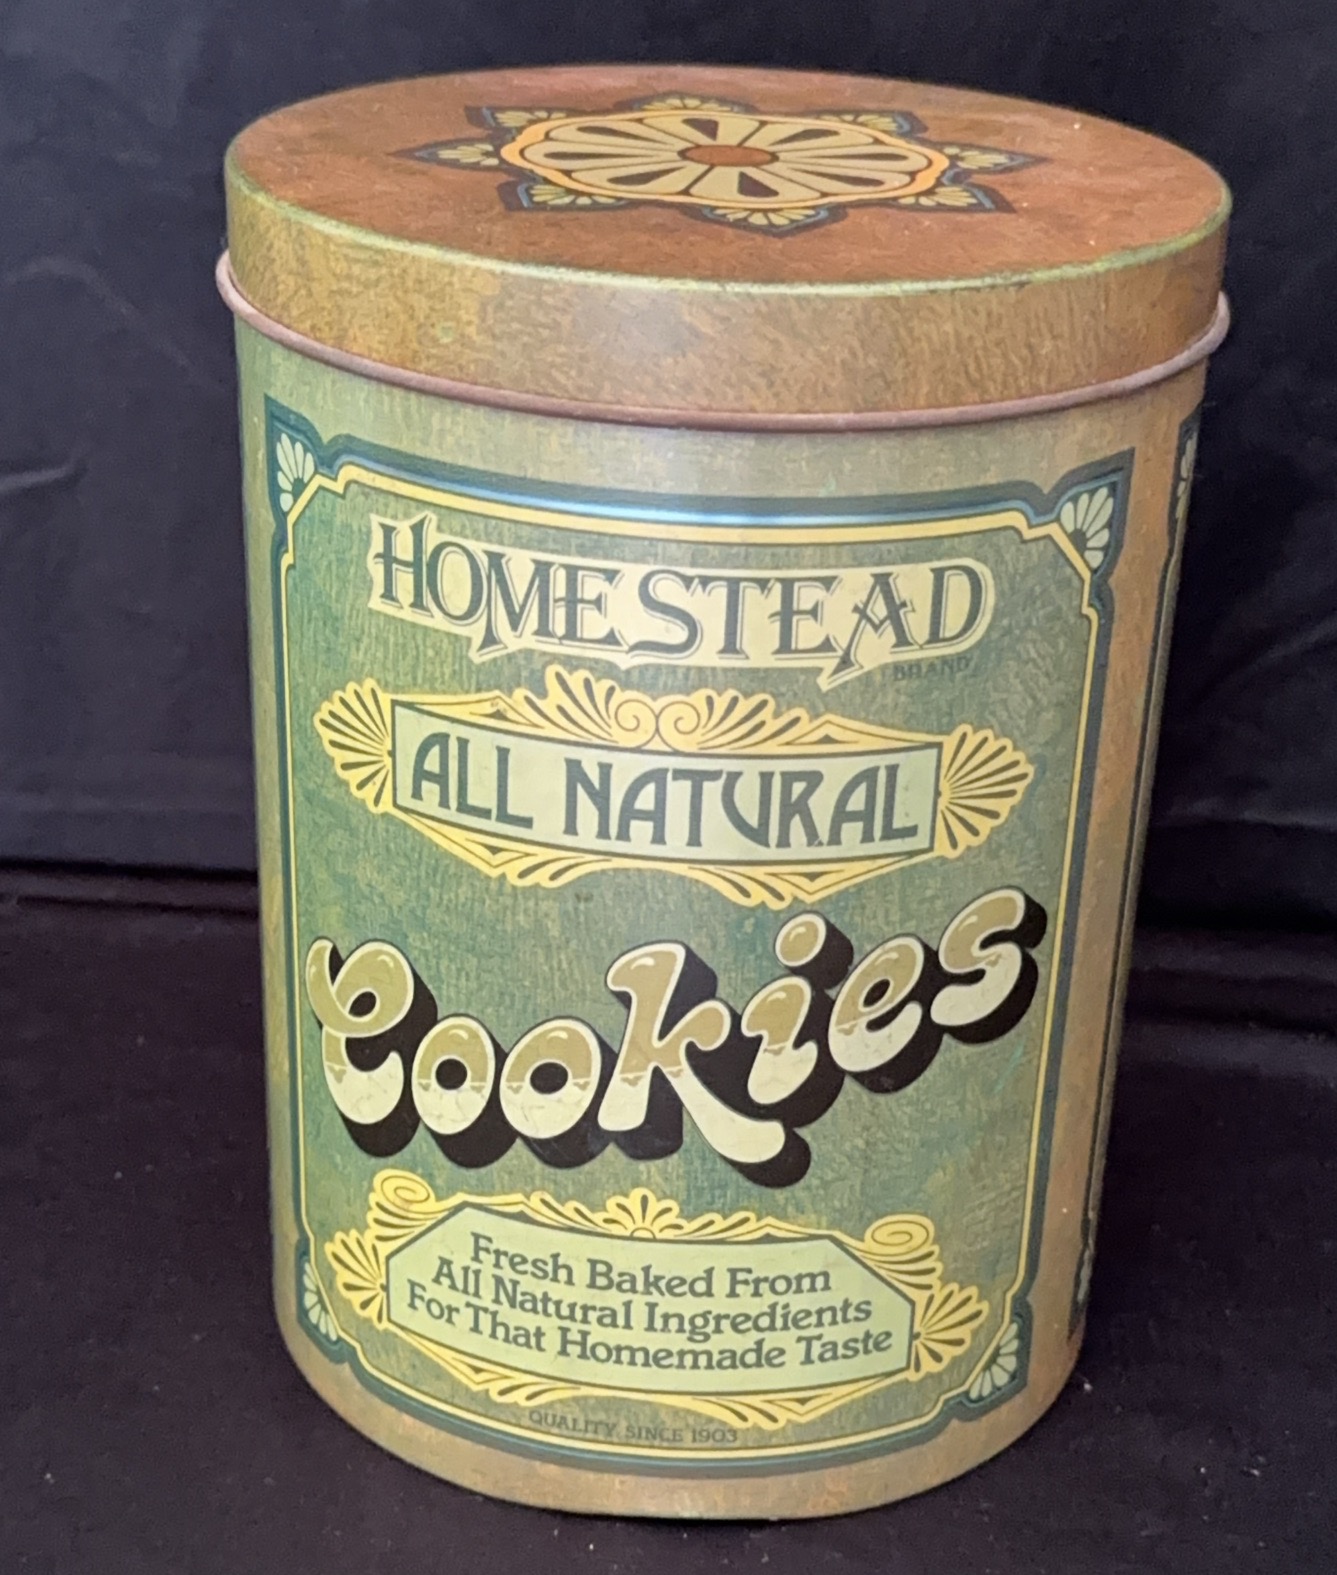 HOMESTEAD
BRAND
ALL NATURAL
Cookies
Fresh Baked From
All Natural Ingredients
For That Homemade Taste
QUALITY SINCE 1903